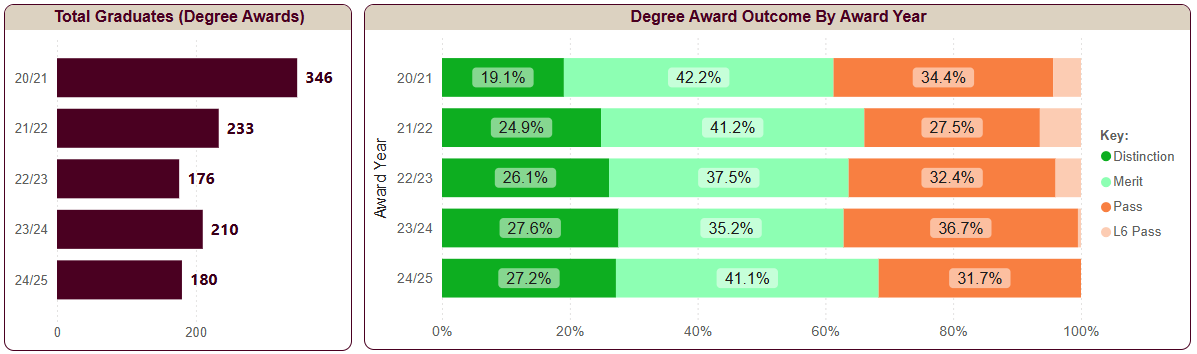 Total Graduates (Degree Awards)
20/21 346
21/22 233
22/23 176
23/24 210
24/25 180
0 200
Degree Award Outcome By Award Year
Award Year
20/21 19.1% 42.2% 34.4%
21/22 24.9% 41.2% 27.5%
22/23 26.1% 37.5% 32.4%
23/24 27.6% 35.2% 36.7%
24/25 27.2% 41.1% 31.7%
0% 20% 40% 60% 80% 100%
Key:
Distinction
Merit
Pass
L6 Pass